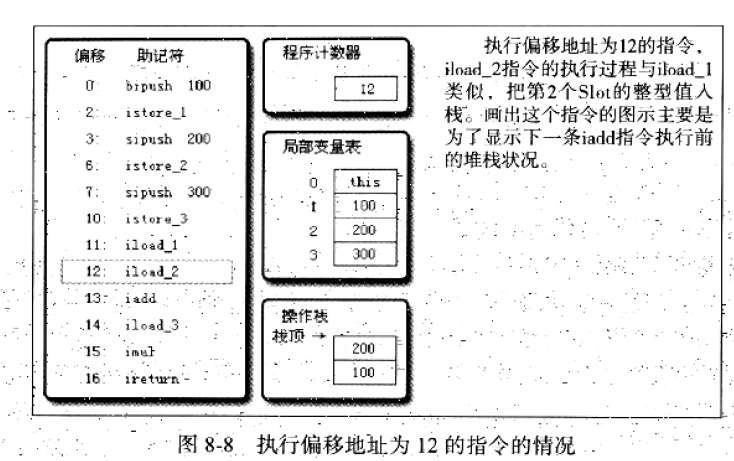 偏移 助记符
0: bipush 100
2: istore_1
3: sipush 200
6: istore_2
7: sipush 300
10: istore_3
11: iload_1
12: iload_2
13: iadd
14: iload_3
15: imul
16: ireturn
程序计数器
12
局部变量表
0 this
1 100
2 200
3 300
操作栈
栈顶 →
200
100
执行偏移地址为12的指令，
iload_2指令的执行过程与iload_1
类似，把第2个Slot的整型值入
栈。画出这个指令的图示主要是
为了显示下一条iadd指令执行前
的堆栈状况。
图 8-8 执行偏移地址为 12 的指令的情况